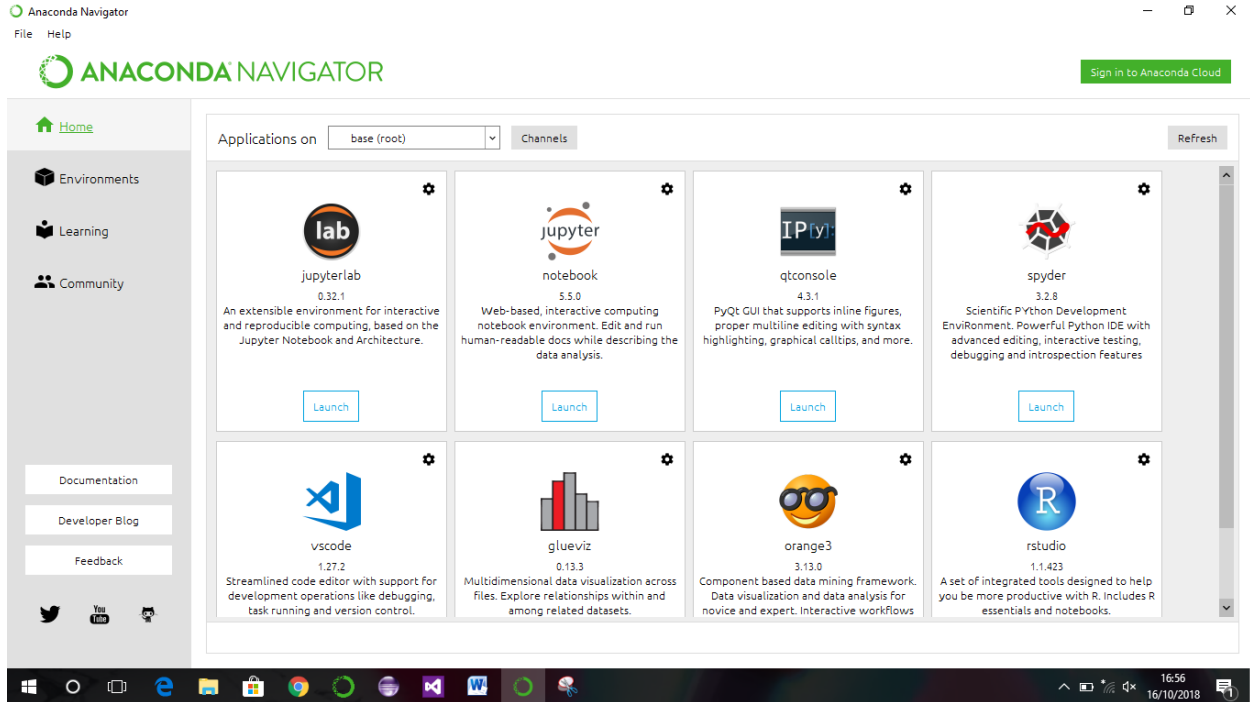 Anaconda Navigator
File Help
ANACONDA NAVIGATOR
Sign in to Anaconda Cloud
Home
Environments
Learning
Community
Documentation
Developer Blog
Feedback
You
Tube
Applications on base (root) Channels Refresh
lab
jupyterlab
0.32.1
An extensible environment for interactive
and reproducible computing, based on the
Jupyter Notebook and Architecture.
Launch
jupyter
notebook
5.5.0
Web-based, interactive computing
notebook environment. Edit and run
human-readable docs while describing the
data analysis.
Launch
IP[y]:
qtconsole
4.3.1
PyQt GUI that supports inline figures,
proper multiline editing with syntax
highlighting, graphical calltips, and more.
Launch
spyder
3.2.8
Scientific PYthon Development
EnviRonment. Powerful Python IDE with
advanced editing, interactive testing,
debugging and introspection features
Launch
vscode
1.27.2
Streamlined code editor with support for
development operations like debugging,
task running and version control.
glueviz
0.13.3
Multidimensional data visualization across
files. Explore relationships within and
among related datasets.
orange3
3.13.0
Component based data mining framework.
Data visualization and data analysis for
novice and expert. Interactive workflows
R
rstudio
1.1.423
A set of integrated tools designed to help
you be more productive with R. Includes R
essentials and notebooks.
16:56
16/10/2018
1